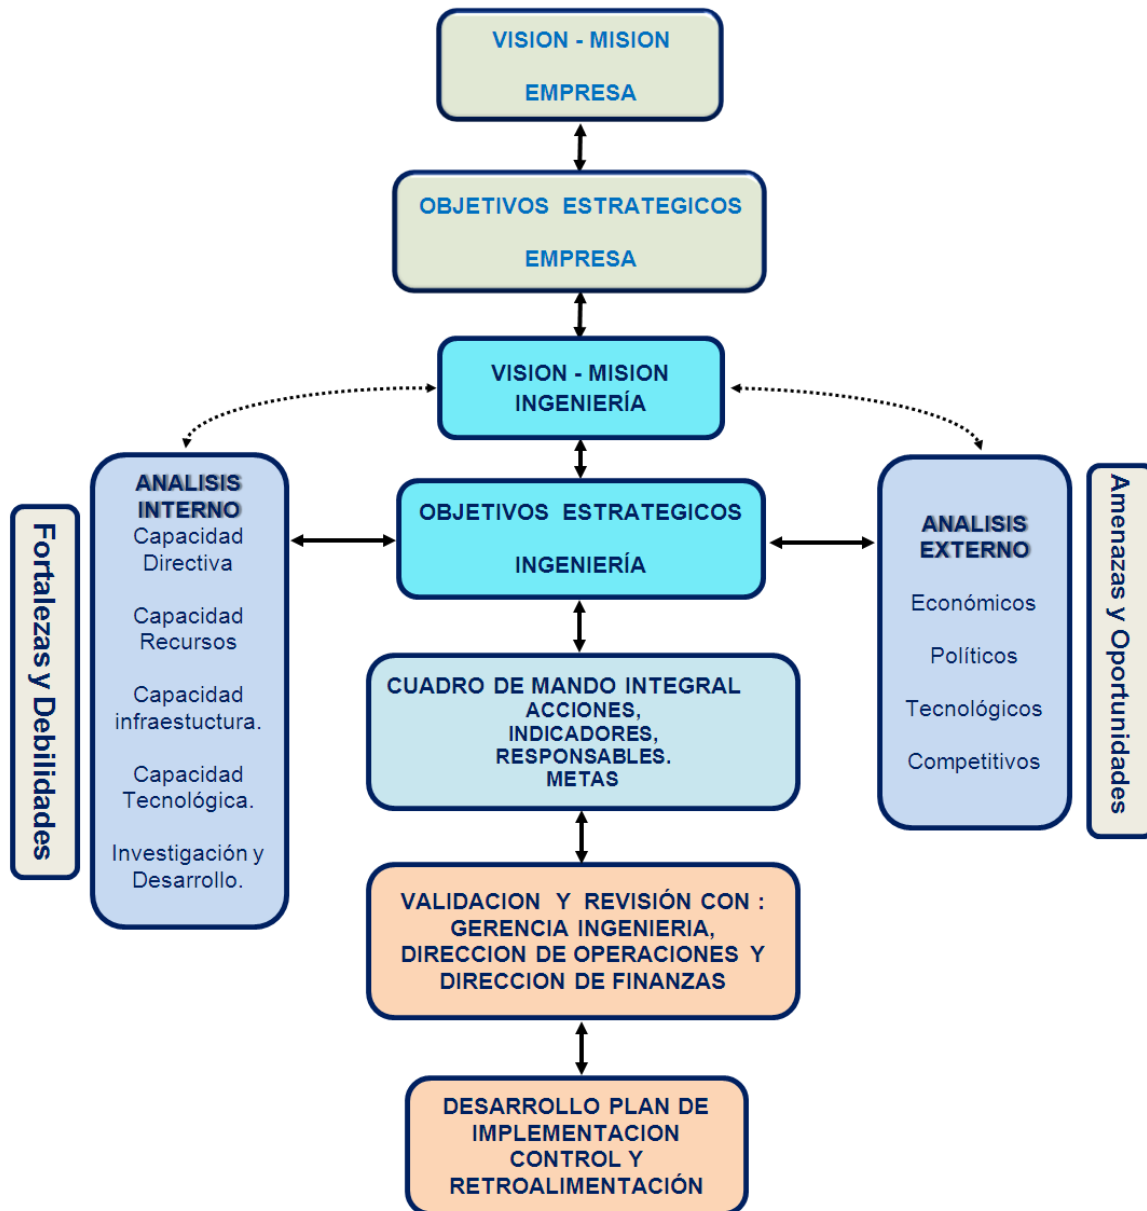 VISION - MISION
EMPRESA
OBJETIVOS ESTRATEGICOS
EMPRESA
VISION - MISION
INGENIERÍA
Fortalezas y Debilidades
ANALISIS
INTERNO
Capacidad
Directiva
Capacidad
Recursos
Capacidad
infraestuctura.
Capacidad
Tecnológica.
Investigación y
Desarrollo.
OBJETIVOS ESTRATEGICOS
INGENIERÍA
ANALISIS
EXTERNO
Económicos
Políticos
Tecnológicos
Competitivos
Amenazas y Oportunidades
CUADRO DE MANDO INTEGRAL
ACCIONES,
INDICADORES,
RESPONSABLES.
METAS
VALIDACION Y REVISIÓN CON :
GERENCIA INGENIERIA,
DIRECCION DE OPERACIONES Y
DIRECCION DE FINANZAS
DESARROLLO PLAN DE
IMPLEMENTACION
CONTROL Y
RETROALIMENTACIÓN